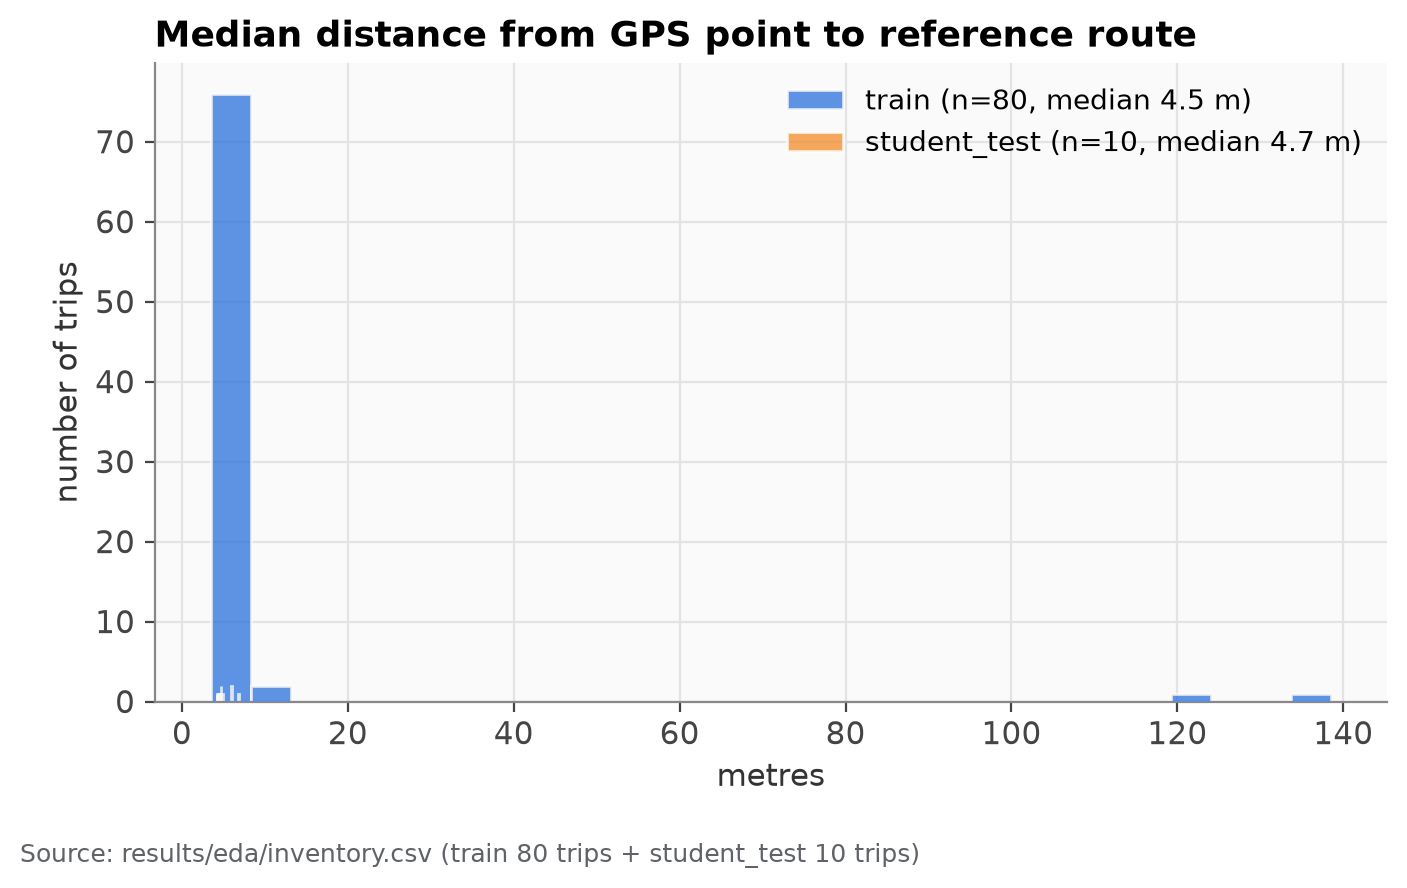 Median distance from GPS point to reference route
train (n=80, median 4.5 m)
student_test (n=10, median 4.7 m)
number of trips
70
60
50
40
30
20
10
0
0 20 40 60 80 100 120 140
metres
Source: results/eda/inventory.csv (train 80 trips + student_test 10 trips)